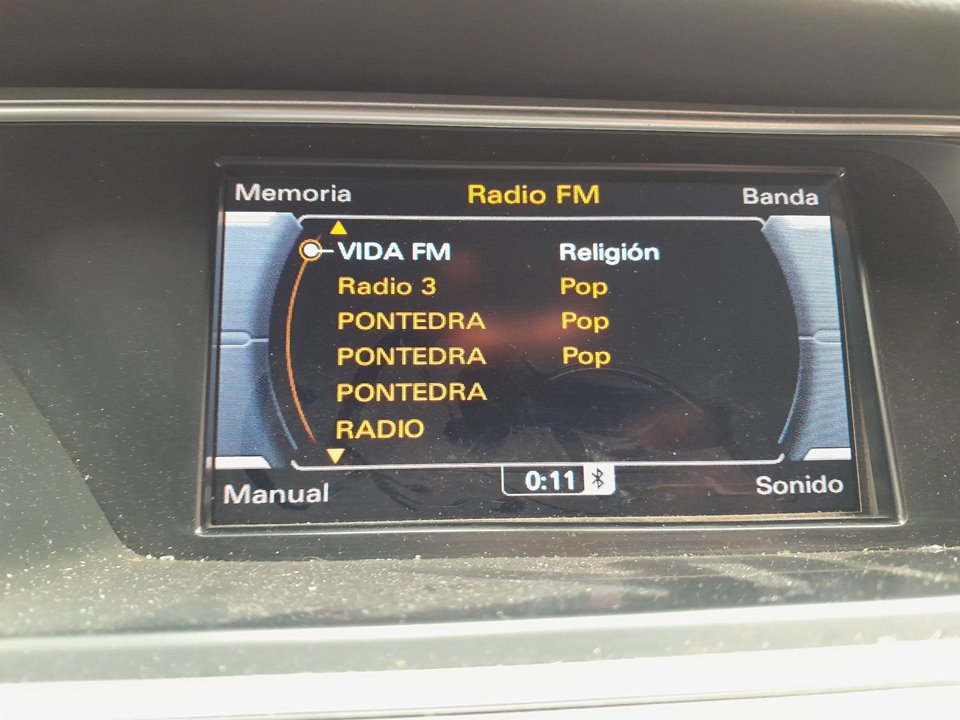 Memoria Radio FM Banda
VIDA FM Religión
Radio 3 Pop
PONTEDRA Pop
PONTEDRA Pop
PONTEDRA
RADIO
0:11
Manual Sonido